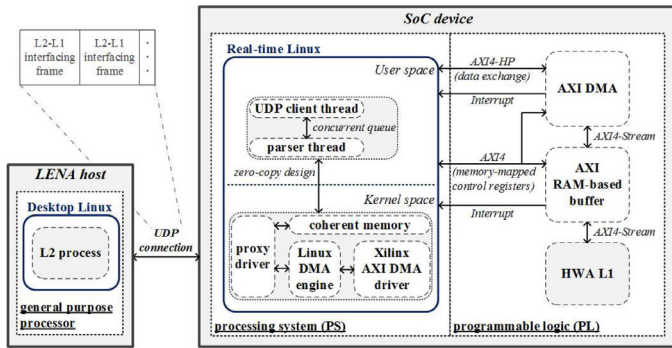 SoC device
L2-L1
interfacing
frame
L2-L1
interfacing
frame
.
.
.
Real-time Linux
User space
AXI4-HP
(data exchange)
Interrupt
AXI DMA
UDP client thread
concurrent queue
parser thread
AXI4-Stream
zero-copy design
AXI4
(memory-mapped
control registers)
AXI
RAM-based
buffer
LENA host
Desktop Linux
L2 process
UDP
connection
Kernel space
Interrupt
AXI4-Stream
coherent memory
proxy
driver
Linux
DMA
engine
Xilinx
AXI DMA
driver
HWA L1
general purpose
processor
processing system (PS)
programmable logic (PL)